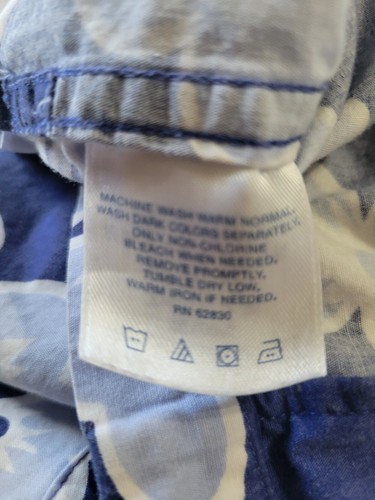 MACHINE WASH WARM NORMAL.
WASH DARK COLORS SEPARATELY.
ONLY NON-CHLORINE
BLEACH WHEN NEEDED.
REMOVE PROMPTLY.
TUMBLE DRY LOW.
WARM IRON IF NEEDED.
RN 62830